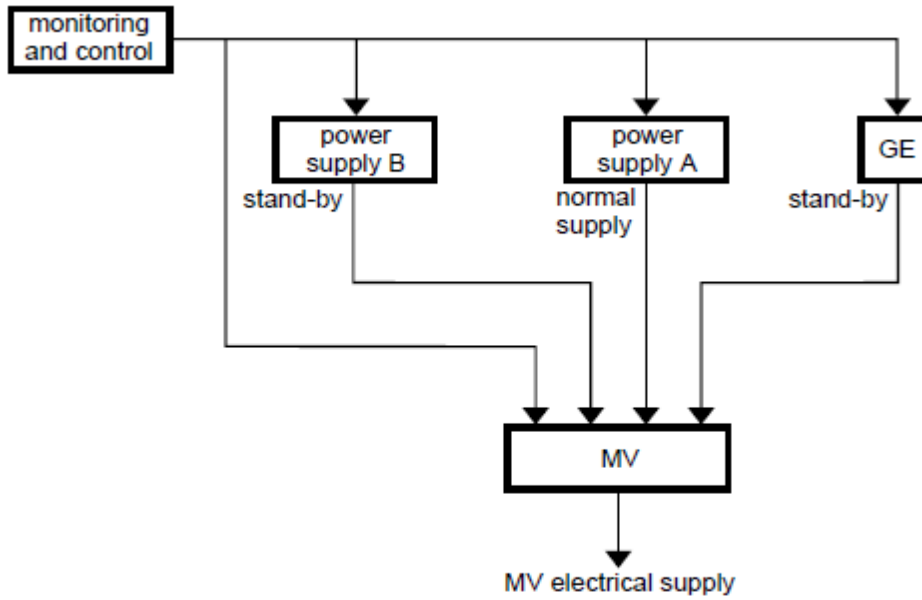 monitoring
and control
power
supply B
power
supply A
GE
stand-by
normal
supply
stand-by
MV
MV electrical supply